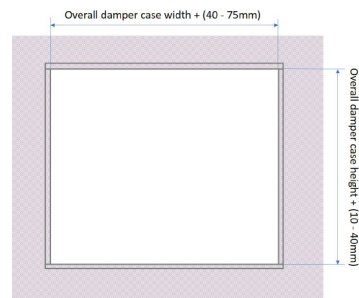 Overall damper case width + (40 - 75mm)
Overall damper case height + (10 - 40mm)